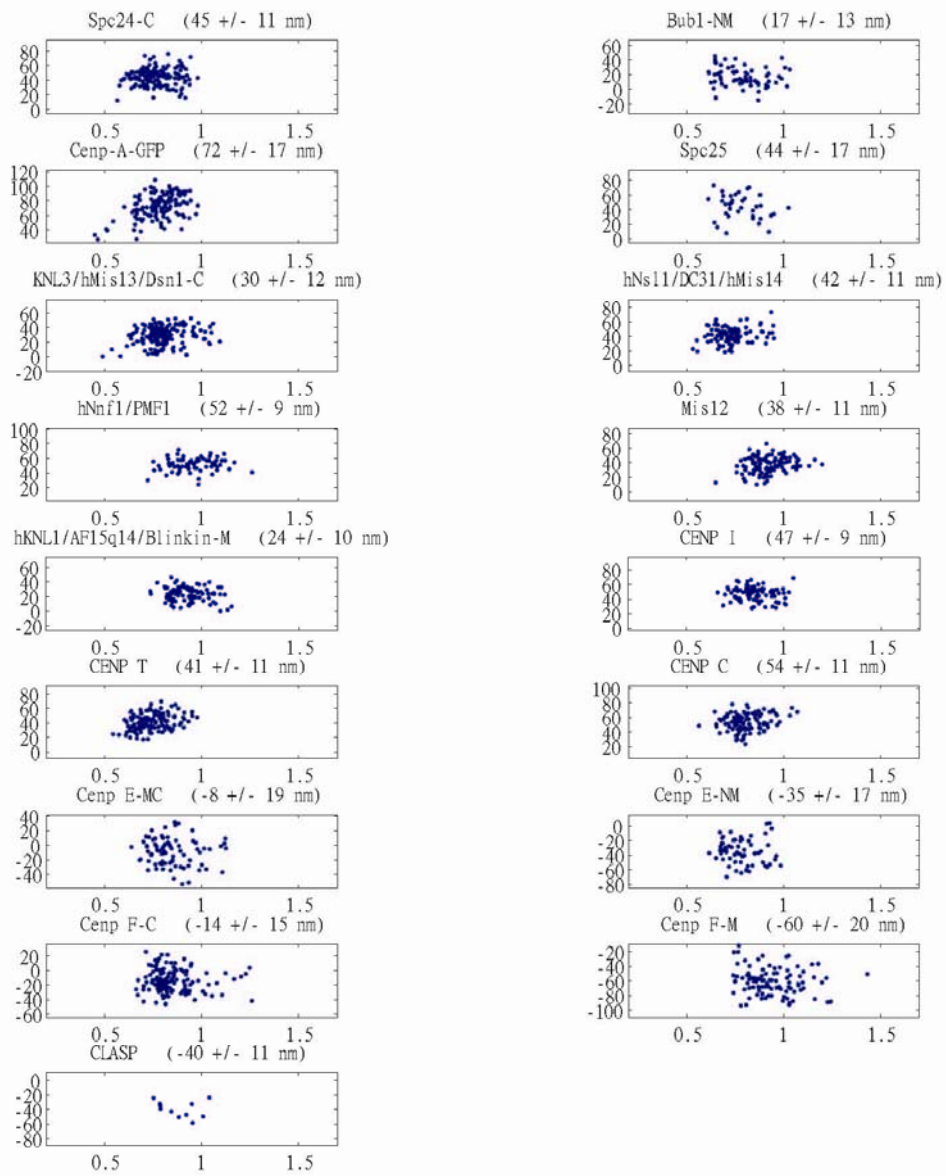 Spc24-C (45 +/- 11 nm)
80
60
40
20
0
0.5 1 1.5
Bub1-NM (17 +/- 13 nm)
60
40
20
0
-20
0.5 1 1.5
Cenp-A-GFP (72 +/- 17 nm)
120
100
80
60
40
0.5 1 1.5
Spc25 (44 +/- 17 nm)
80
60
40
20
0
0.5 1 1.5
KNL3/hMis13/Dsn1-C (30 +/- 12 nm)
60
40
20
0
-20
0.5 1 1.5
hNsl1/DC31/hMis14 (42 +/- 11 nm)
80
60
40
20
0
0.5 1 1.5
hNnf1/PMF1 (52 +/- 9 nm)
100
80
60
40
20
0.5 1 1.5
Mis12 (38 +/- 11 nm)
80
60
40
20
0
0.5 1 1.5
hKNL1/AF15q14/Blinkin-M (24 +/- 10 nm)
60
40
20
0
-20
0.5 1 1.5
CENP I (47 +/- 9 nm)
80
60
40
20
0
0.5 1 1.5
CENP T (41 +/- 11 nm)
80
60
40
20
0
0.5 1 1.5
CENP C (54 +/- 11 nm)
100
80
60
40
20
0.5 1 1.5
Cenp E-MC (-8 +/- 19 nm)
40
20
0
-20
-40
0.5 1 1.5
Cenp E-NM (-35 +/- 17 nm)
0
-20
-40
-60
-80
0.5 1 1.5
Cenp F-C (-14 +/- 15 nm)
20
0
-20
-40
-60
0.5 1 1.5
Cenp F-M (-60 +/- 20 nm)
-20
-40
-60
-80
-100
0.5 1 1.5
CLASP (-40 +/- 11 nm)
0
-20
-40
-60
-80
0.5 1 1.5